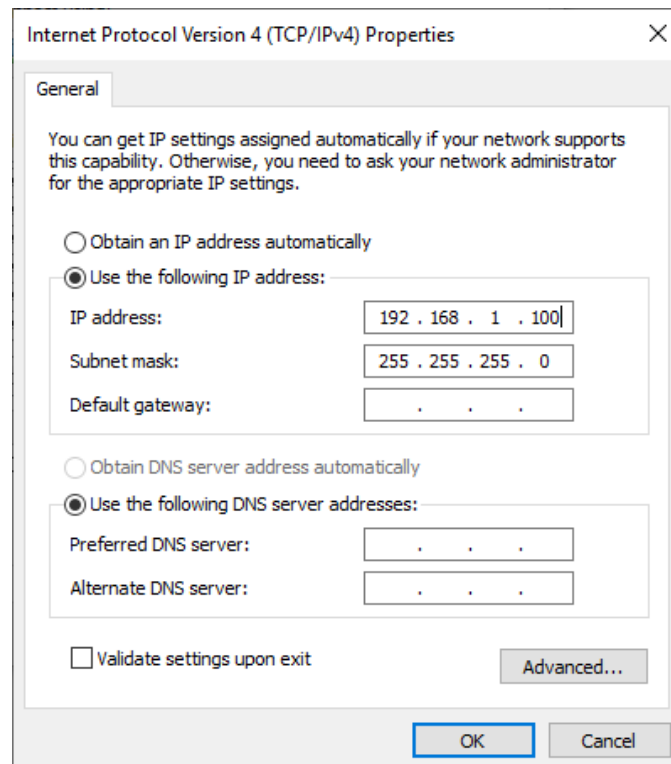 Internet Protocol Version 4 (TCP/IPv4) Properties
General
You can get IP settings assigned automatically if your network supports
this capability. Otherwise, you need to ask your network administrator
for the appropriate IP settings.
Obtain an IP address automatically
Use the following IP address:
IP address: 192 . 168 . 1 . 100
Subnet mask: 255 . 255 . 255 . 0
Default gateway: . . .
Obtain DNS server address automatically
Use the following DNS server addresses:
Preferred DNS server: . . .
Alternate DNS server: . . .
Validate settings upon exit
Advanced...
OK Cancel